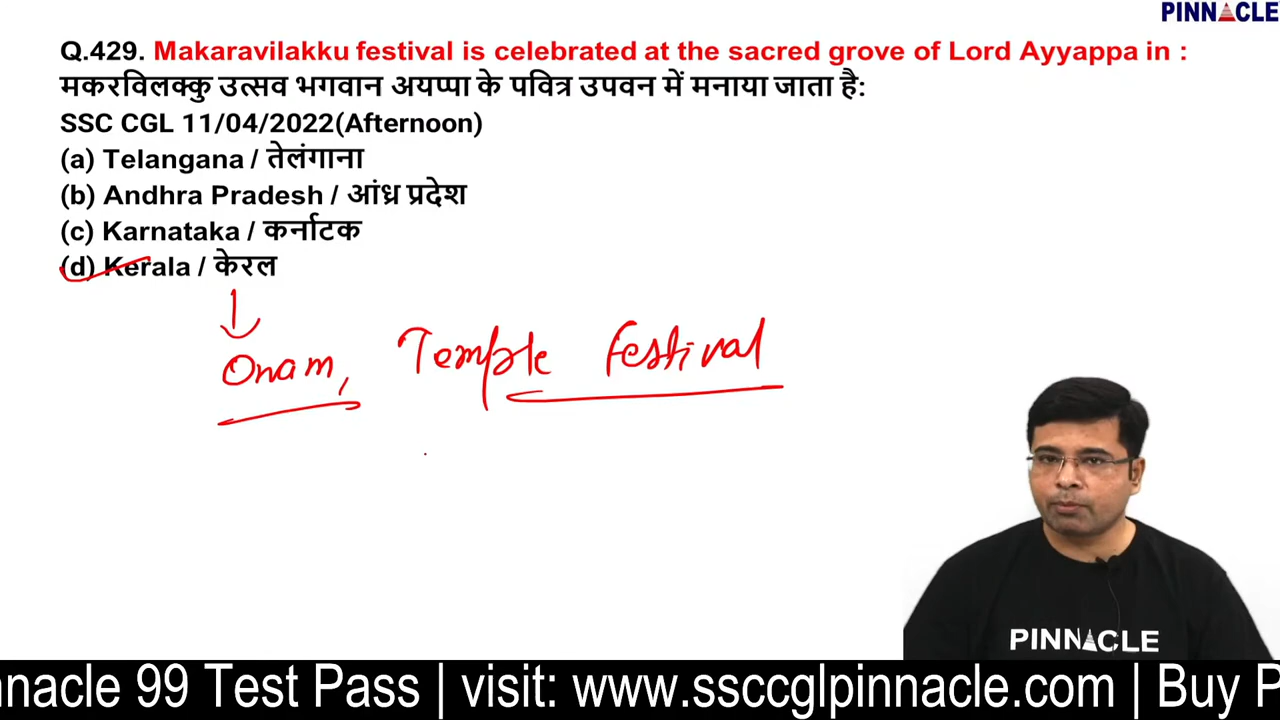 PINNACLE
Q.429. Makaravilakku festival is celebrated at the sacred grove of Lord Ayyappa in :
मकरविलक्कु उत्सव भगवान अयप्पा के पवित्र उपवन में मनाया जाता है:
SSC CGL 11/04/2022(Afternoon)
(a) Telangana / तेलंगाना
(b) Andhra Pradesh / आंध्र प्रदेश
(c) Karnataka / कर्नाटक
(d) Kerala / केरल
Onam, Temple festival
PINNACLE
nnacle 99 Test Pass | visit: www.ssccglpinnacle.com | Buy P